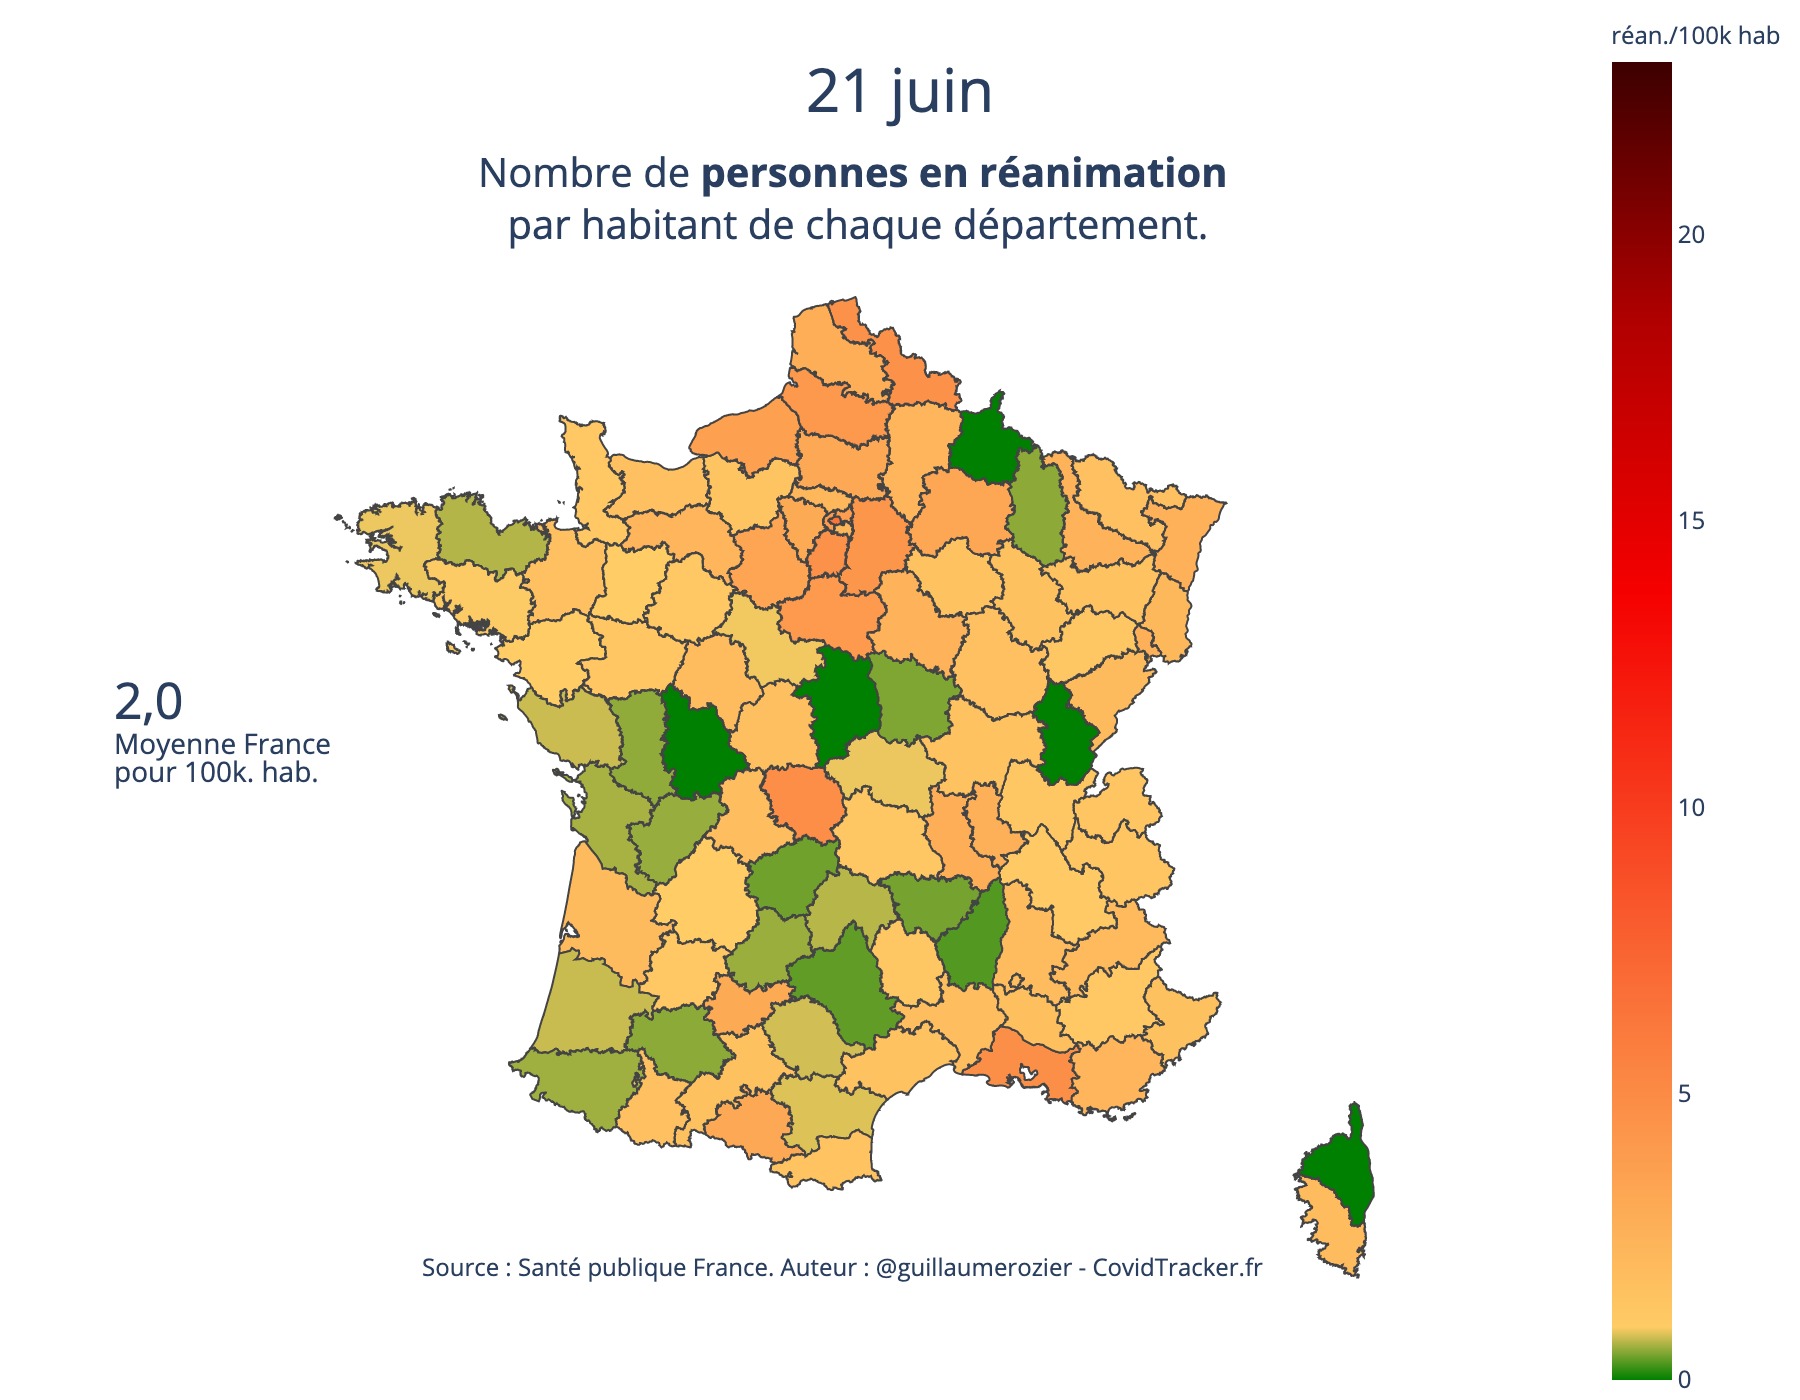 réan./100k hab
21 juin
Nombre de personnes en réanimation
par habitant de chaque département.
20
15
2,0
Moyenne France
pour 100k. hab.
10
5
Source : Santé publique France. Auteur : @guillaumerozier - CovidTracker.fr
0